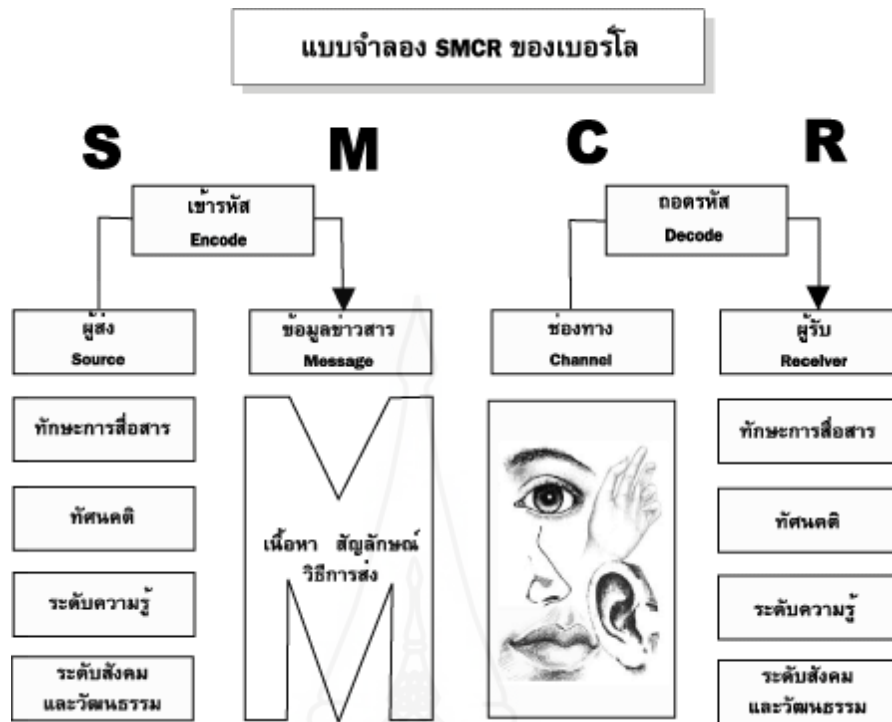 แบบจำลอง SMCR ของเบอร์โล
S M C R
เข้ารหัส
Encode
ถอดรหัส
Decode
ผู้ส่ง
Source
ข้อมูลข่าวสาร
Message
ช่องทาง
Channel
ผู้รับ
Recelver
ทักษะการสื่อสาร
ทัศนคติ
ระดับความรู้
ระดับสังคม
และวัฒนธรรม
เนื้อหา สัญลักษณ์
วิธีการส่ง
ทักษะการสื่อสาร
ทัศนคติ
ระดับความรู้
ระดับสังคม
และวัฒนธรรม